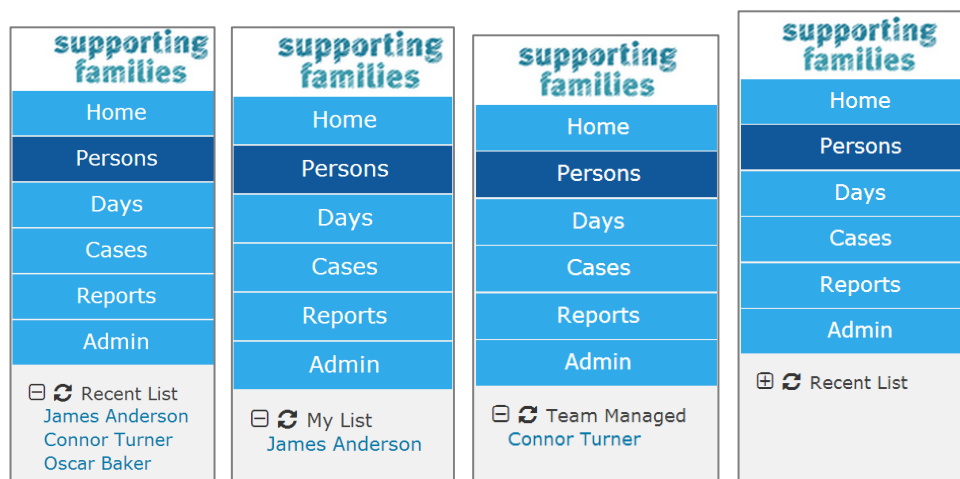 supporting
families
Home
Persons
Days
Cases
Reports
Admin
Recent List
James Anderson
Connor Turner
Oscar Baker
supporting
families
Home
Persons
Days
Cases
Reports
Admin
My List
James Anderson
supporting
families
Home
Persons
Days
Cases
Reports
Admin
Team Managed
Connor Turner
supporting
families
Home
Persons
Days
Cases
Reports
Admin
Recent List